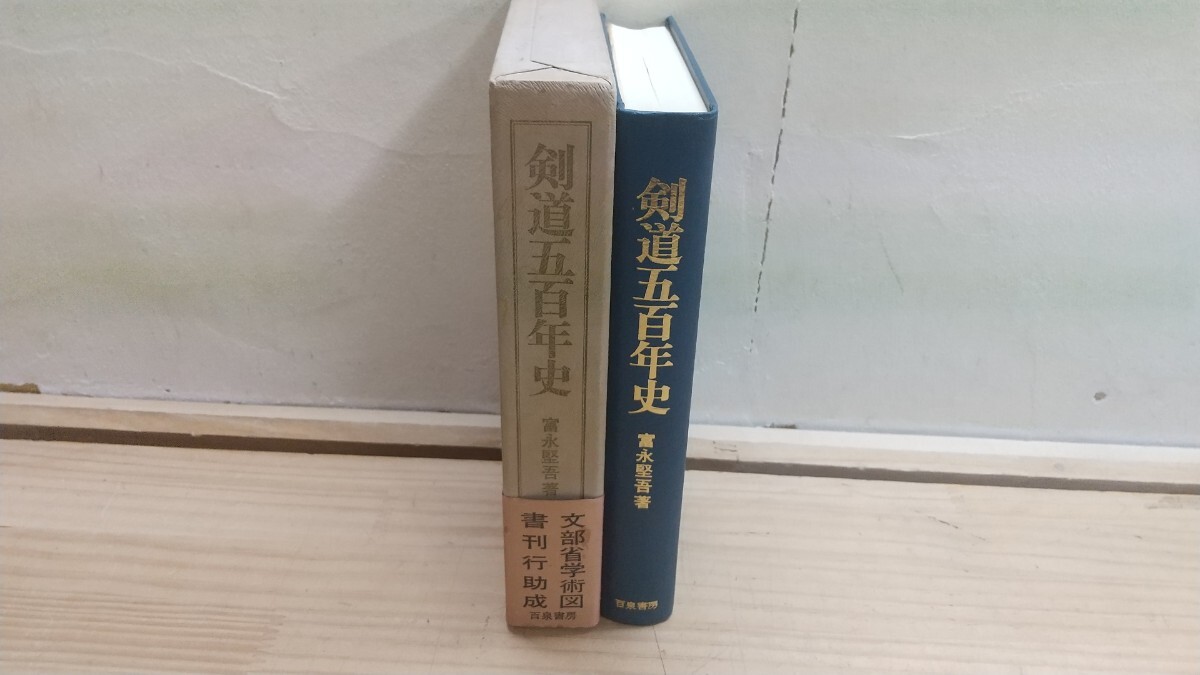 剣道五百年史
富永堅吾著
文部省学術図
書刊行助成
百泉書房
剣道五百年史
富永堅吾著
百泉書房